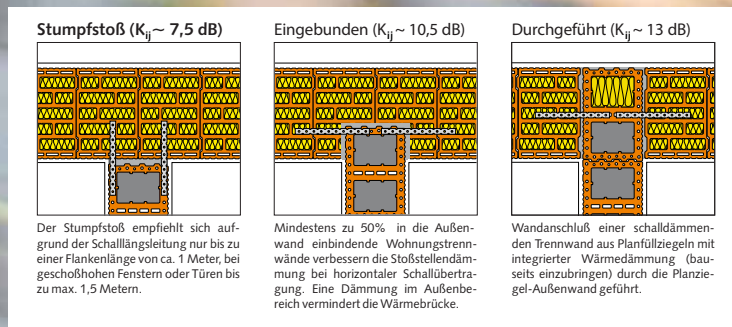 Stumpfstoß (Kij ~ 7,5 dB)
Der Stumpfstoß empfiehlt sich auf-
grund der Schalllängsleitung nur bis zu
einer Flankenlänge von ca. 1 Meter, bei
geschoßhohen Fenstern oder Türen bis
zu max. 1,5 Metern.
Eingebunden (Kij ~ 10,5 dB)
Mindestens zu 50% in die Außen-
wand einbindende Wohnungstrenn-
wände verbessern die Stoßstellendäm-
mung bei horizontaler Schallübertra-
gung. Eine Dämmung im Außenbe-
reich vermindert die Wärmebrücke.
Durchgeführt (Kij ~ 13 dB)
Wandanschluß einer schalldämmen-
den Trennwand aus Planfüllziegeln mit
integrierter Wärmedämmung (bau-
seits einzubringen) durch die Planzie-
gel-Außenwand geführt.